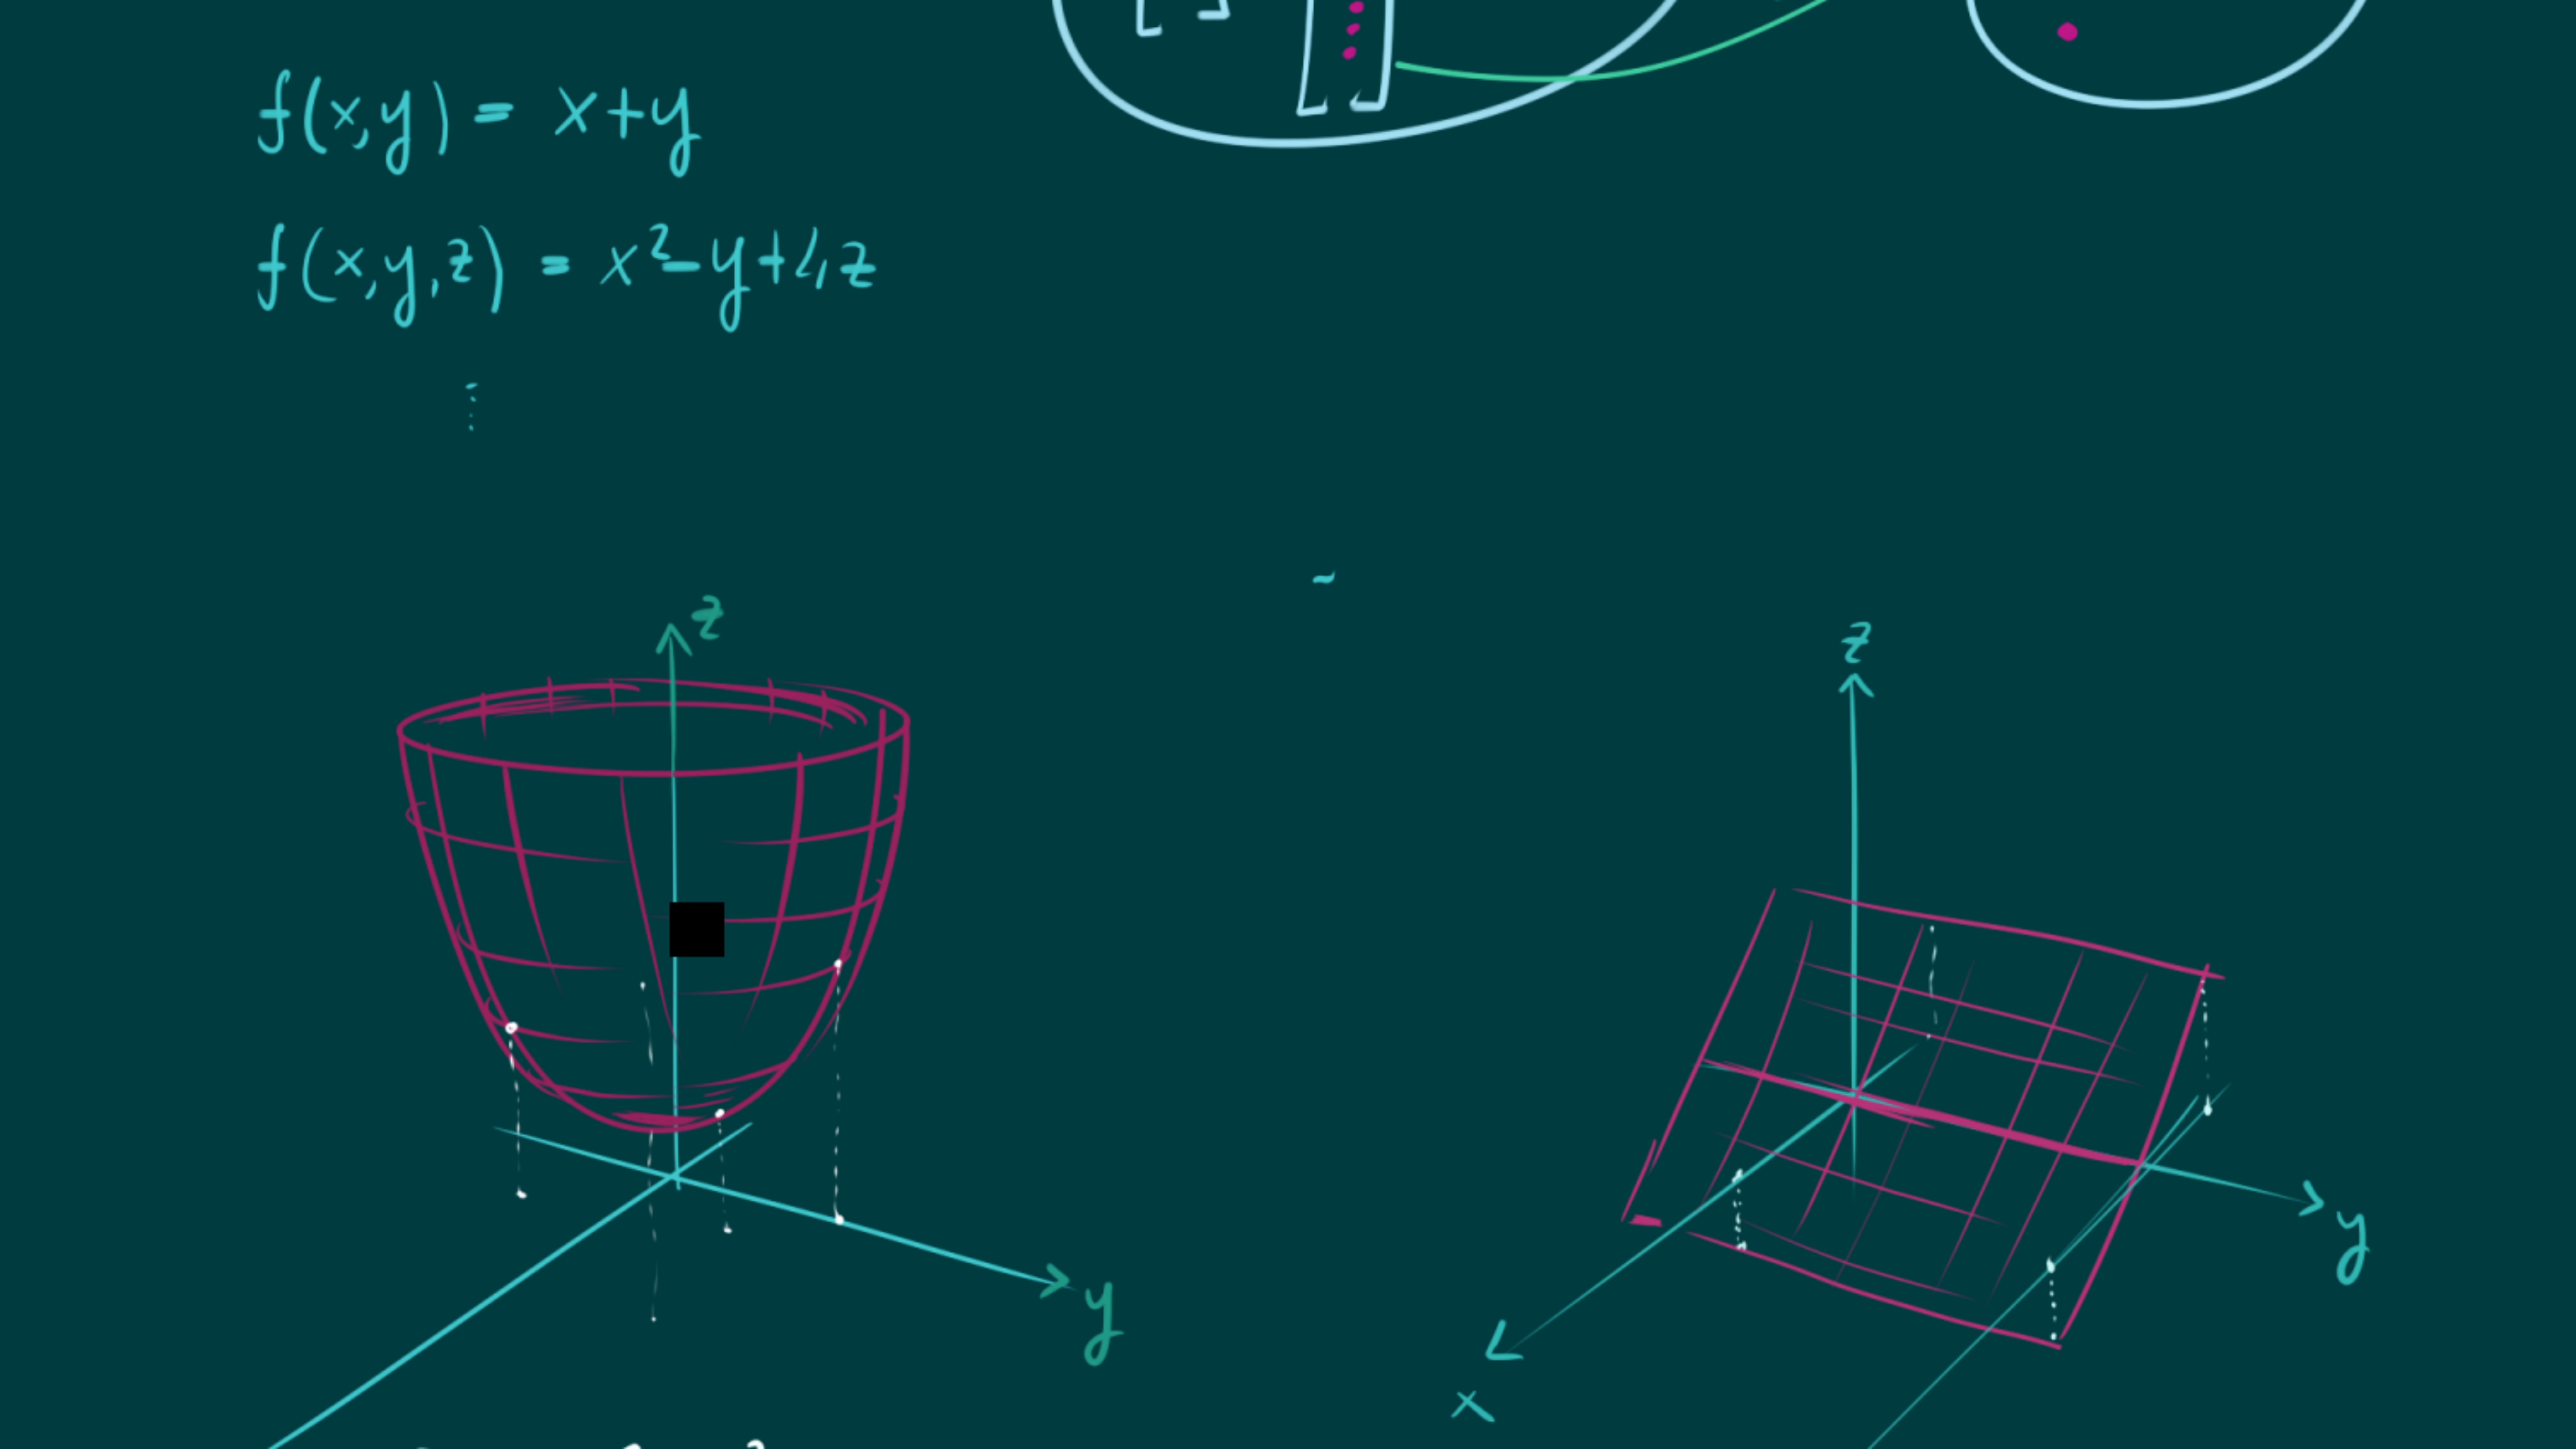 f(x,y) = x+y
f(x,y,z) = x²-y+4z
⋮
z
z
y
y
x